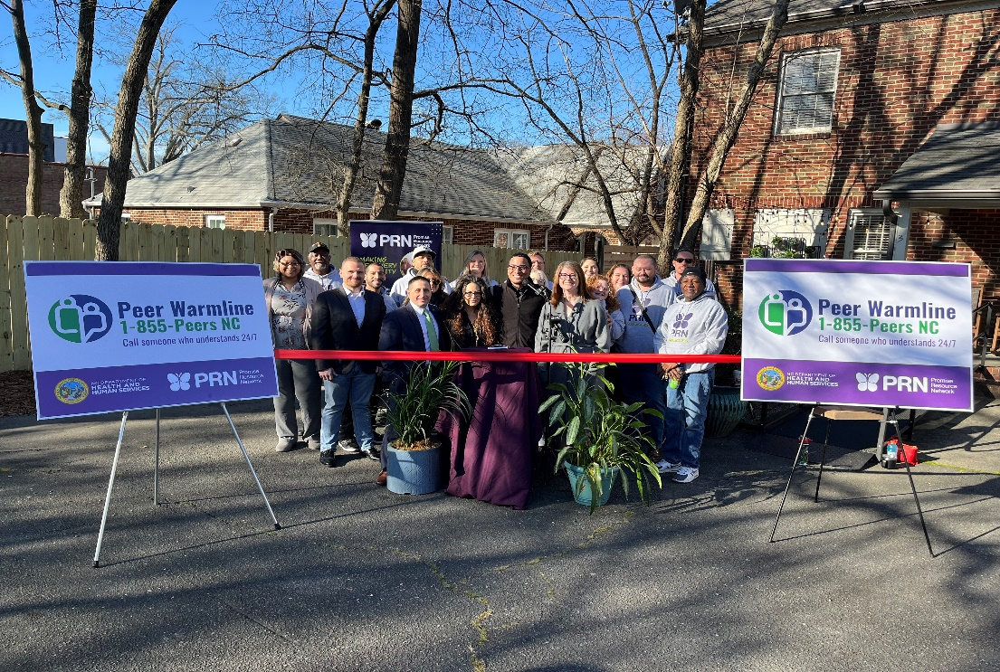 PRN Promise
Resource
Network
MAKING
Peer Warmline
1-855-Peers NC
Call someone who understands 24/7
NC DEPARTMENT OF
HEALTH AND
HUMAN SERVICES
PRN Promise
Resource
Network
Peer Warmline
1-855-Peers NC
Call someone who understands 24/7
NC DEPARTMENT OF
HEALTH AND
HUMAN SERVICES
PRN Promise
Resource
Network
PRN